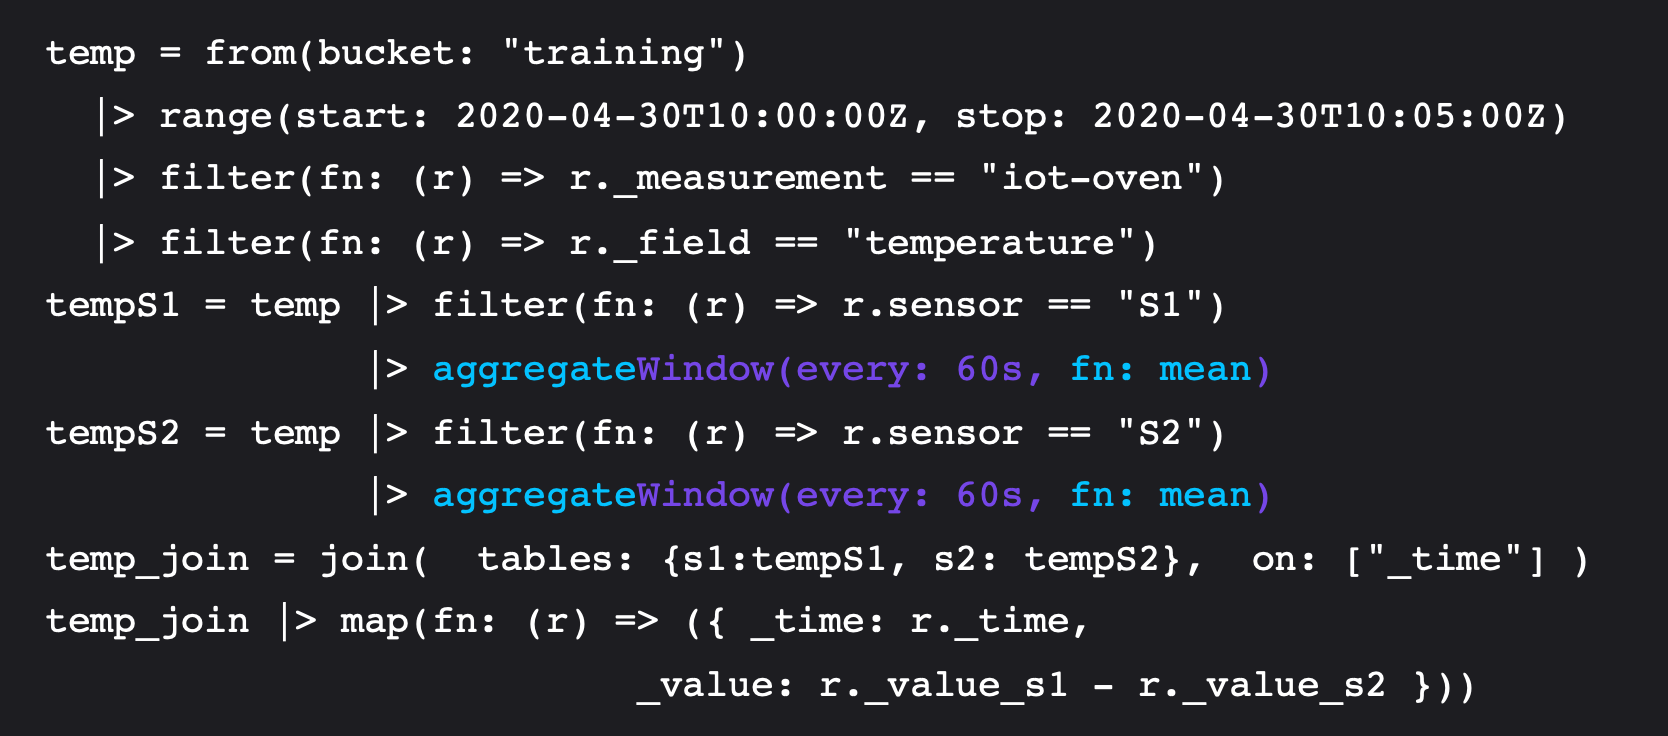 temp = from(bucket: "training")
  |> range(start: 2020-04-30T10:00:00Z, stop: 2020-04-30T10:05:00Z)
  |> filter(fn: (r) => r._measurement == "iot-oven")
  |> filter(fn: (r) => r._field == "temperature")
tempS1 = temp |> filter(fn: (r) => r.sensor == "S1")
              |> aggregateWindow(every: 60s, fn: mean)
tempS2 = temp |> filter(fn: (r) => r.sensor == "S2")
              |> aggregateWindow(every: 60s, fn: mean)
temp_join = join(  tables: {s1:tempS1, s2: tempS2},  on: ["_time"] )
temp_join |> map(fn: (r) => ({ _time: r._time,
                          _value: r._value_s1 - r._value_s2 }))